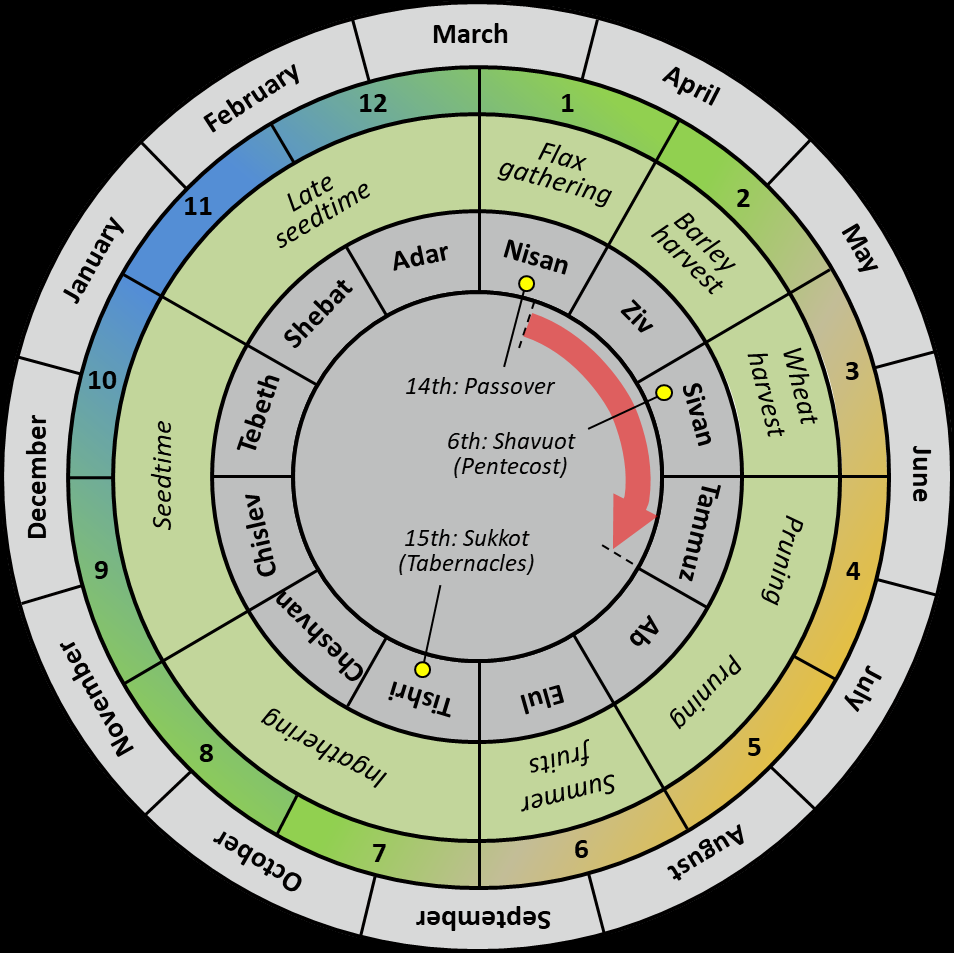 March
April
May
June
July
August
September
October
November
December
January
February
1
2
3
4
5
6
7
8
9
10
11
12
Flax
gathering
Barley
harvest
Wheat
harvest
Pruning
Pruning
Summer
fruits
Ingathering
Seedtime
Late
seedtime
Nisan
Ziv
Sivan
Tammuz
Ab
Elul
Tishri
Cheshvan
Chislev
Tebeth
Shebat
Adar
14th: Passover
6th: Shavuot
(Pentecost)
15th: Sukkot
(Tabernacles)